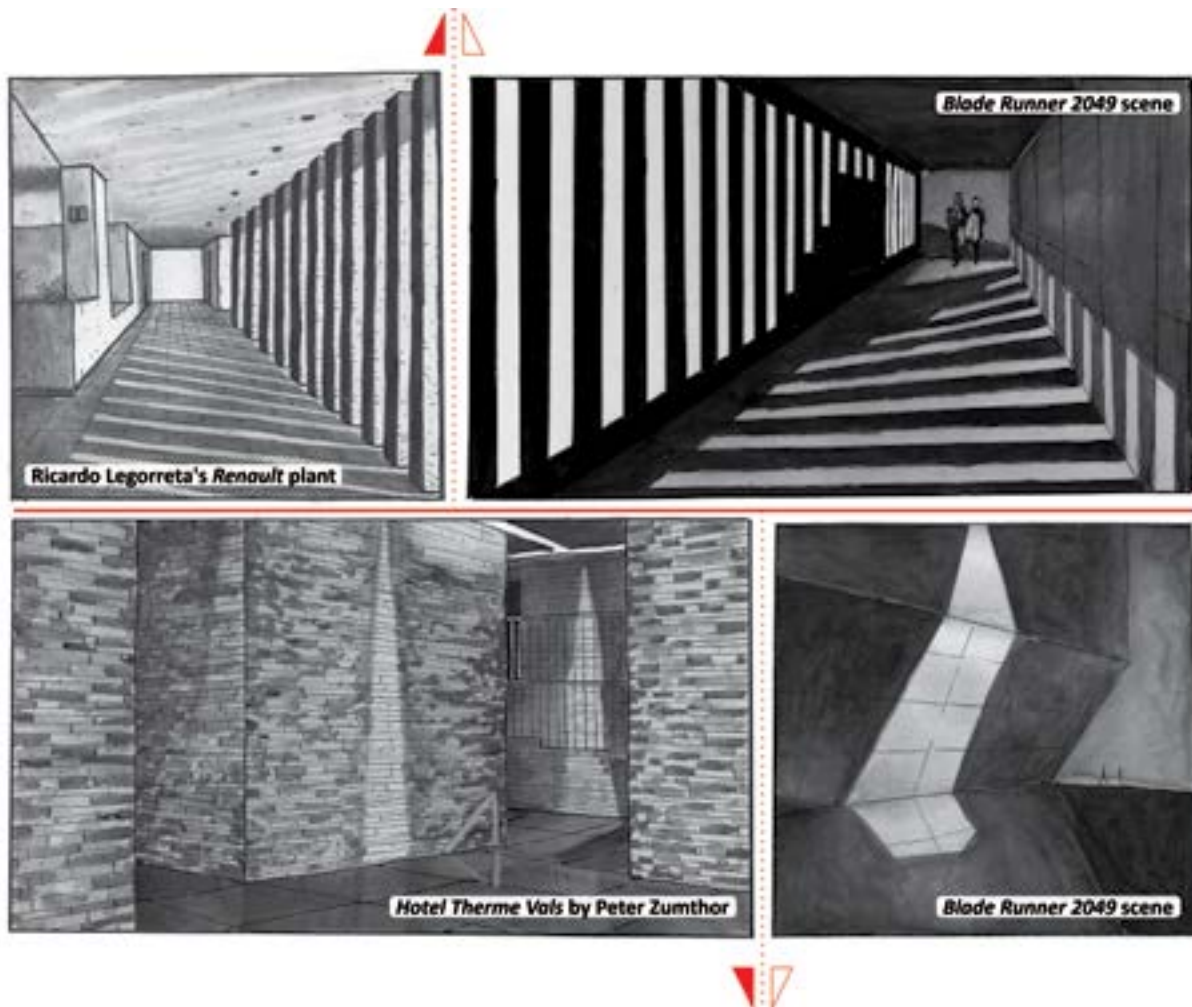 Blade Runner 2049 scene
Ricardo Legorreta's Renault plant
Hotel Therme Vals by Peter Zumthor
Blade Runner 2049 scene